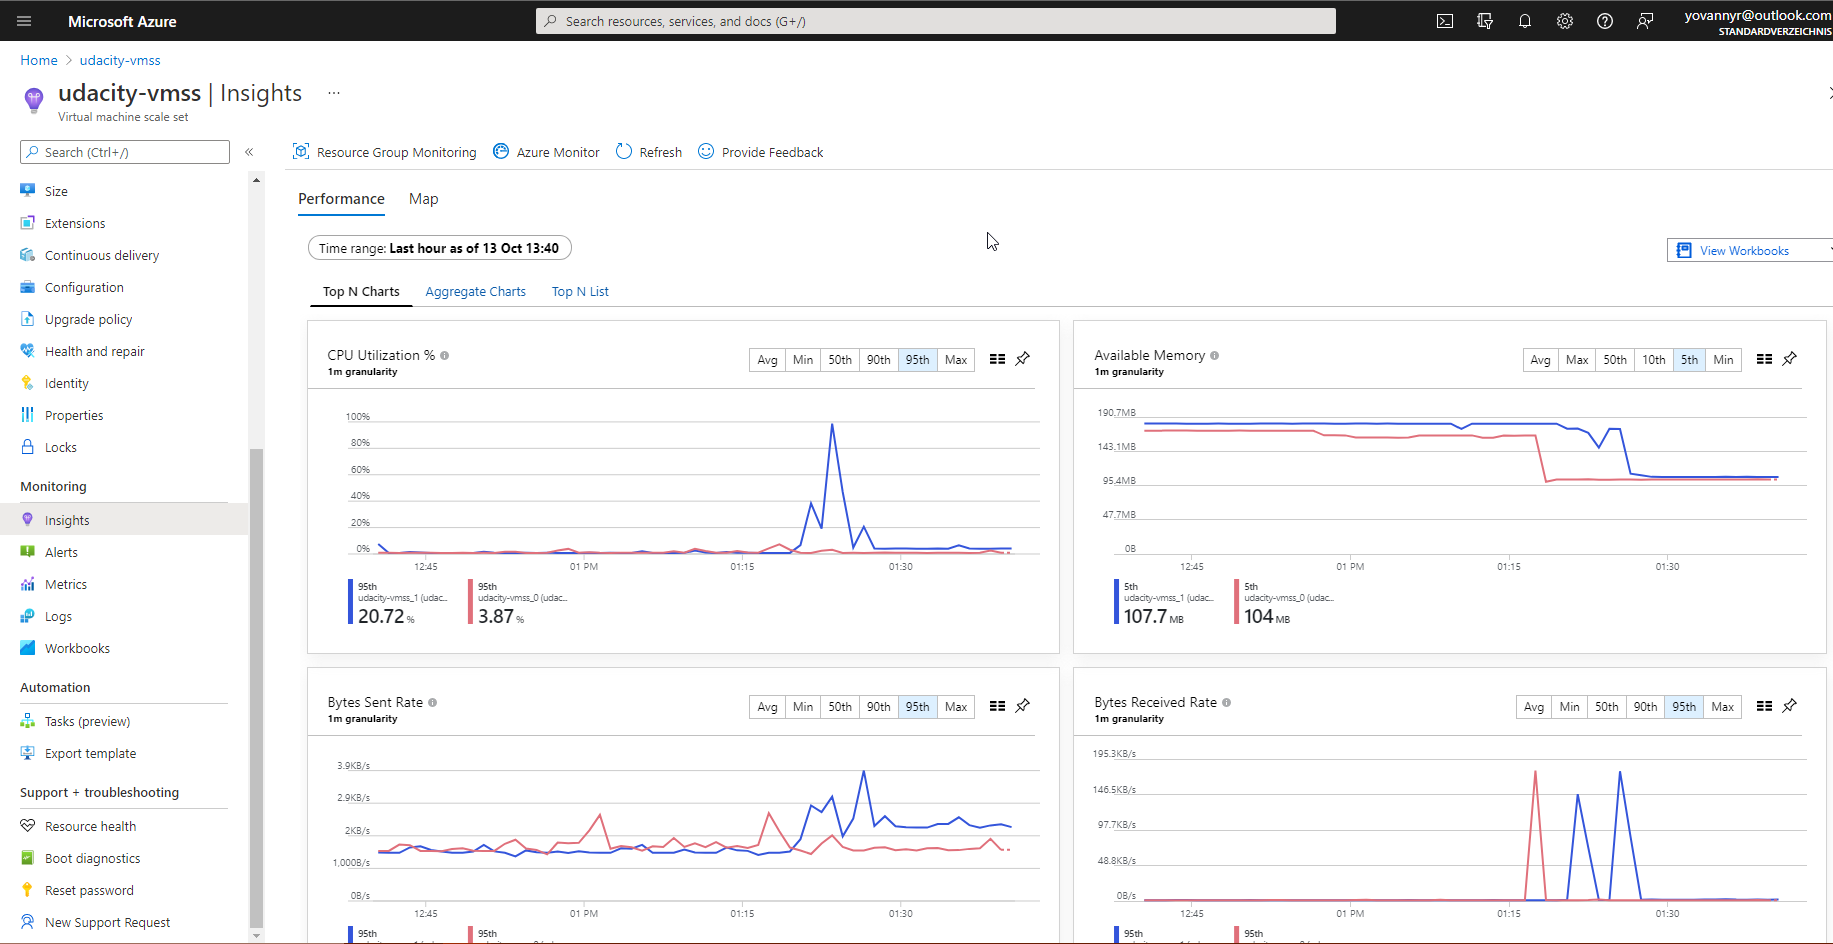 Microsoft Azure
Search resources, services, and docs (G+/)
yovannyr@outlook.com
STANDARDVERZEICHNIS
Home > udacity-vmss
udacity-vmss | Insights ...
Virtual machine scale set
Search (Ctrl+/)
«
Size
Extensions
Continuous delivery
Configuration
Upgrade policy
Health and repair
Identity
Properties
Locks
Monitoring
Insights
Alerts
Metrics
Logs
Workbooks
Automation
Tasks (preview)
Export template
Support + troubleshooting
Resource health
Boot diagnostics
Reset password
New Support Request
Resource Group Monitoring Azure Monitor Refresh Provide Feedback
Performance Map
Time range: Last hour as of 13 Oct 13:40
View Workbooks
Top N Charts Aggregate Charts Top N List
CPU Utilization %
1m granularity
Avg Min 50th 90th 95th Max
100%
80%
60%
40%
20%
0%
12:45 01 PM 01:15 01:30
95th 95th
udacity-vmss_1 (udac... udacity-vmss_0 (udac...
20.72 % 3.87 %
Available Memory
1m granularity
Avg Max 50th 10th 5th Min
190.7MB
143.1MB
95.4MB
47.7MB
0B
12:45 01 PM 01:15 01:30
5th 5th
udacity-vmss_1 (udac... udacity-vmss_0 (udac...
107.7 MB 104 MB
Bytes Sent Rate
1m granularity
Avg Min 50th 90th 95th Max
3.9KB/s
2.9KB/s
2KB/s
1,000B/s
0B/s
12:45 01 PM 01:15 01:30
95th 95th
Bytes Received Rate
1m granularity
Avg Min 50th 90th 95th Max
195.3KB/s
146.5KB/s
97.7KB/s
48.8KB/s
0B/s
12:45 01 PM 01:15 01:30
95th 95th